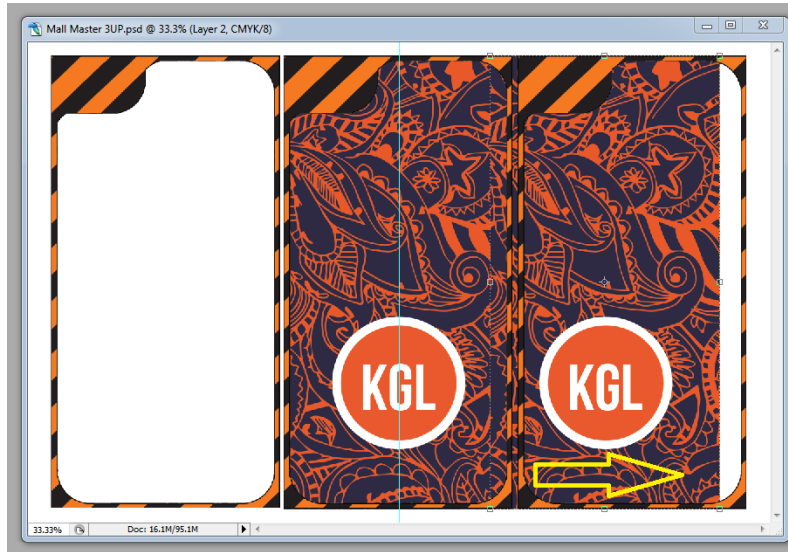 Mall Master 3UP.psd @ 33.3% (Layer 2, CMYK/8)
KGL
KGL
33.33%
Doc: 16.1M/95.1M